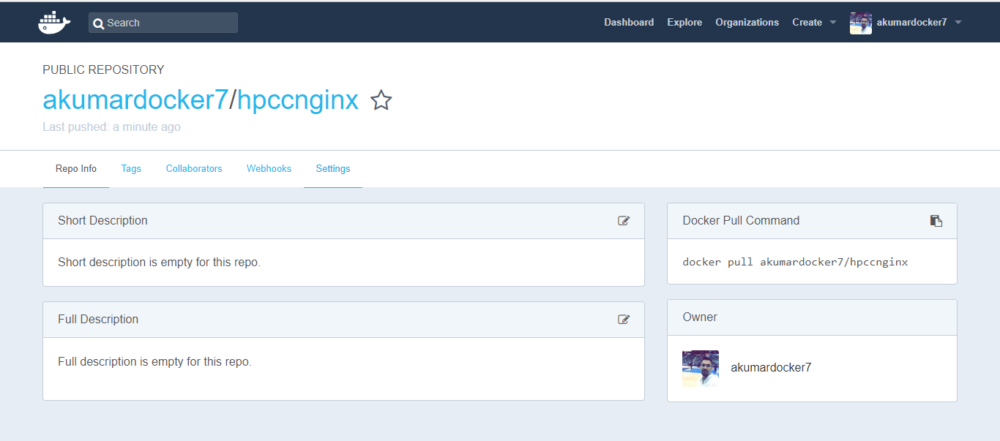 Search
Dashboard Explore Organizations Create akumardocker7
PUBLIC REPOSITORY
akumardocker7/hpccnginx
Last pushed: a minute ago
Repo Info Tags Collaborators Webhooks Settings
Short Description
Short description is empty for this repo.
Full Description
Full description is empty for this repo.
Docker Pull Command
docker pull akumardocker7/hpccnginx
Owner
akumardocker7